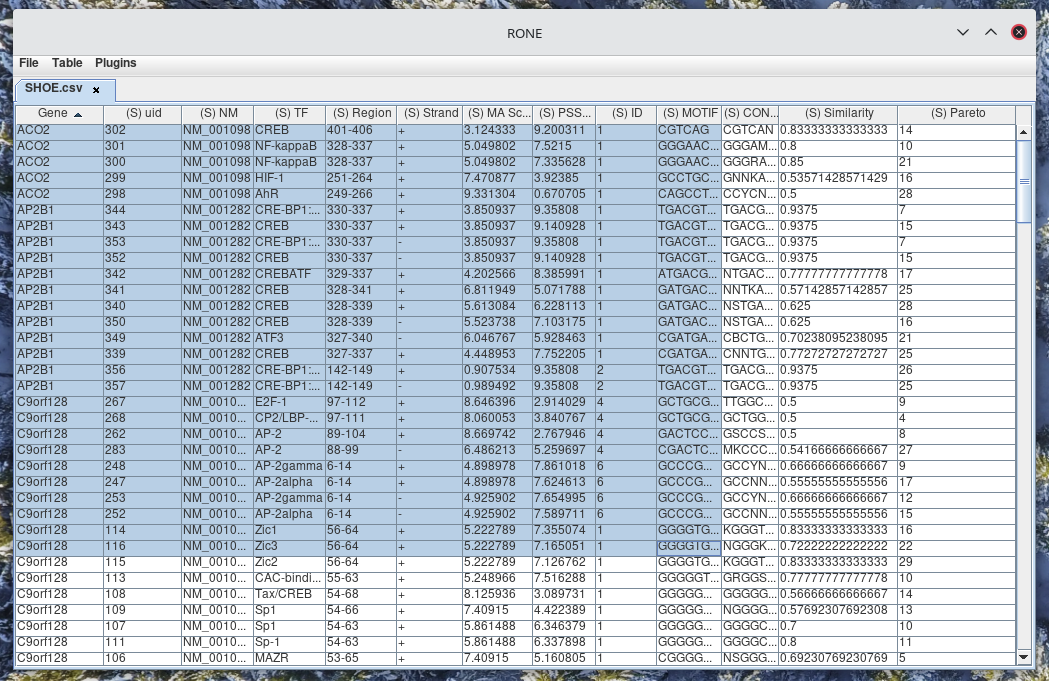 RONE
File Table Plugins
SHOE.csv
Gene (S) uid (S) NM (S) TF (S) Region (S) Strand (S) MA Sc... (S) PSS... (S) ID (S) MOTIF (S) CON... (S) Similarity (S) Pareto
ACO2 302 NM_001098 CREB 401-406 + 3.124333 9.200311 1 CGTCAG CGTCAN 0.83333333333333 14
ACO2 301 NM_001098 NF-kappaB 328-337 + 5.049802 7.5215 1 GGGAAC... GGGAM... 0.8 10
ACO2 300 NM_001098 NF-kappaB 328-337 + 5.049802 7.335628 1 GGGAAC... GGGRA... 0.85 21
ACO2 299 NM_001098 HIF-1 251-264 + 7.470877 3.92385 1 GCCTGC... GNNKA... 0.53571428571429 16
ACO2 298 NM_001098 AhR 249-266 + 9.331304 0.670705 1 CAGCCT... CCYCN... 0.5 28
AP2B1 344 NM_001282 CRE-BP1:... 330-337 + 3.850937 9.35808 1 TGACGT... TGACG... 0.9375 7
AP2B1 343 NM_001282 CREB 330-337 + 3.850937 9.140928 1 TGACGT... TGACG... 0.9375 15
AP2B1 353 NM_001282 CRE-BP1:... 330-337 - 3.850937 9.35808 1 TGACGT... TGACG... 0.9375 7
AP2B1 352 NM_001282 CREB 330-337 - 3.850937 9.140928 1 TGACGT... TGACG... 0.9375 15
AP2B1 342 NM_001282 CREBATF 329-337 + 4.202566 8.385991 1 ATGACG... NTGAC... 0.77777777777778 17
AP2B1 341 NM_001282 CREB 328-341 + 6.811949 5.071788 1 GATGAC... NNTKA... 0.57142857142857 25
AP2B1 340 NM_001282 CREB 328-339 + 5.613084 6.228113 1 GATGAC... NSTGA... 0.625 28
AP2B1 350 NM_001282 CREB 328-339 - 5.523738 7.103175 1 GATGAC... NSTGA... 0.625 16
AP2B1 349 NM_001282 ATF3 327-340 - 6.046767 5.928463 1 CGATGA... CBCTG... 0.70238095238095 21
AP2B1 339 NM_001282 CREB 327-337 + 4.448953 7.752205 1 CGATGA... CNNTG... 0.77272727272727 25
AP2B1 356 NM_001282 CRE-BP1:... 142-149 + 0.907534 9.35808 2 TGACGT... TGACG... 0.9375 26
AP2B1 357 NM_001282 CRE-BP1:... 142-149 - 0.989492 9.35808 2 TGACGT... TGACG... 0.9375 25
C9orf128 267 NM_0010... E2F-1 97-112 + 8.646396 2.914029 4 GCTGCG... TTGGC... 0.5 9
C9orf128 268 NM_0010... CP2/LBP-... 97-111 + 8.060053 3.840767 4 GCTGCG... GCTGG... 0.5 4
C9orf128 262 NM_0010... AP-2 89-104 + 8.669742 2.767946 4 GACTCC... GSCCS... 0.5 8
C9orf128 283 NM_0010... AP-2 88-99 - 6.486213 5.259697 4 CGACTC... MKCCC... 0.54166666666667 27
C9orf128 248 NM_0010... AP-2gamma 6-14 + 4.898978 7.861018 6 GCCCG... GCCYN... 0.66666666666667 9
C9orf128 247 NM_0010... AP-2alpha 6-14 + 4.898978 7.624613 6 GCCCG... GCCNN... 0.55555555555556 17
C9orf128 253 NM_0010... AP-2gamma 6-14 - 4.925902 7.654995 6 GCCCG... GCCYN... 0.66666666666667 12
C9orf128 252 NM_0010... AP-2alpha 6-14 - 4.925902 7.589711 6 GCCCG... GCCNN... 0.55555555555556 15
C9orf128 114 NM_0010... Zic1 56-64 + 5.222789 7.355074 1 GGGGTG... KGGGT... 0.83333333333333 16
C9orf128 116 NM_0010... Zic3 56-64 + 5.222789 7.165051 1 GGGGTG... NGGGK... 0.72222222222222 22
C9orf128 115 NM_0010... Zic2 56-64 + 5.222789 7.126762 1 GGGGTG... KGGGT... 0.83333333333333 29
C9orf128 113 NM_0010... CAC-bindi... 55-63 + 5.248966 7.516288 1 GGGGGT... GRGGS... 0.77777777777778 10
C9orf128 108 NM_0010... Tax/CREB 54-68 + 8.125936 3.089731 1 GGGGG... GGGGG... 0.56666666666667 14
C9orf128 109 NM_0010... Sp1 54-66 + 7.40915 4.422389 1 GGGGG... NGGGG... 0.57692307692308 13
C9orf128 107 NM_0010... Sp1 54-63 + 5.861488 6.346379 1 GGGGG... GGGGC... 0.7 10
C9orf128 111 NM_0010... Sp-1 54-63 + 5.861488 6.337898 1 GGGGG... GGGGC... 0.8 11
C9orf128 106 NM_0010... MAZR 53-65 + 7.40915 5.160805 1 CGGGG... NSGGG... 0.69230769230769 5